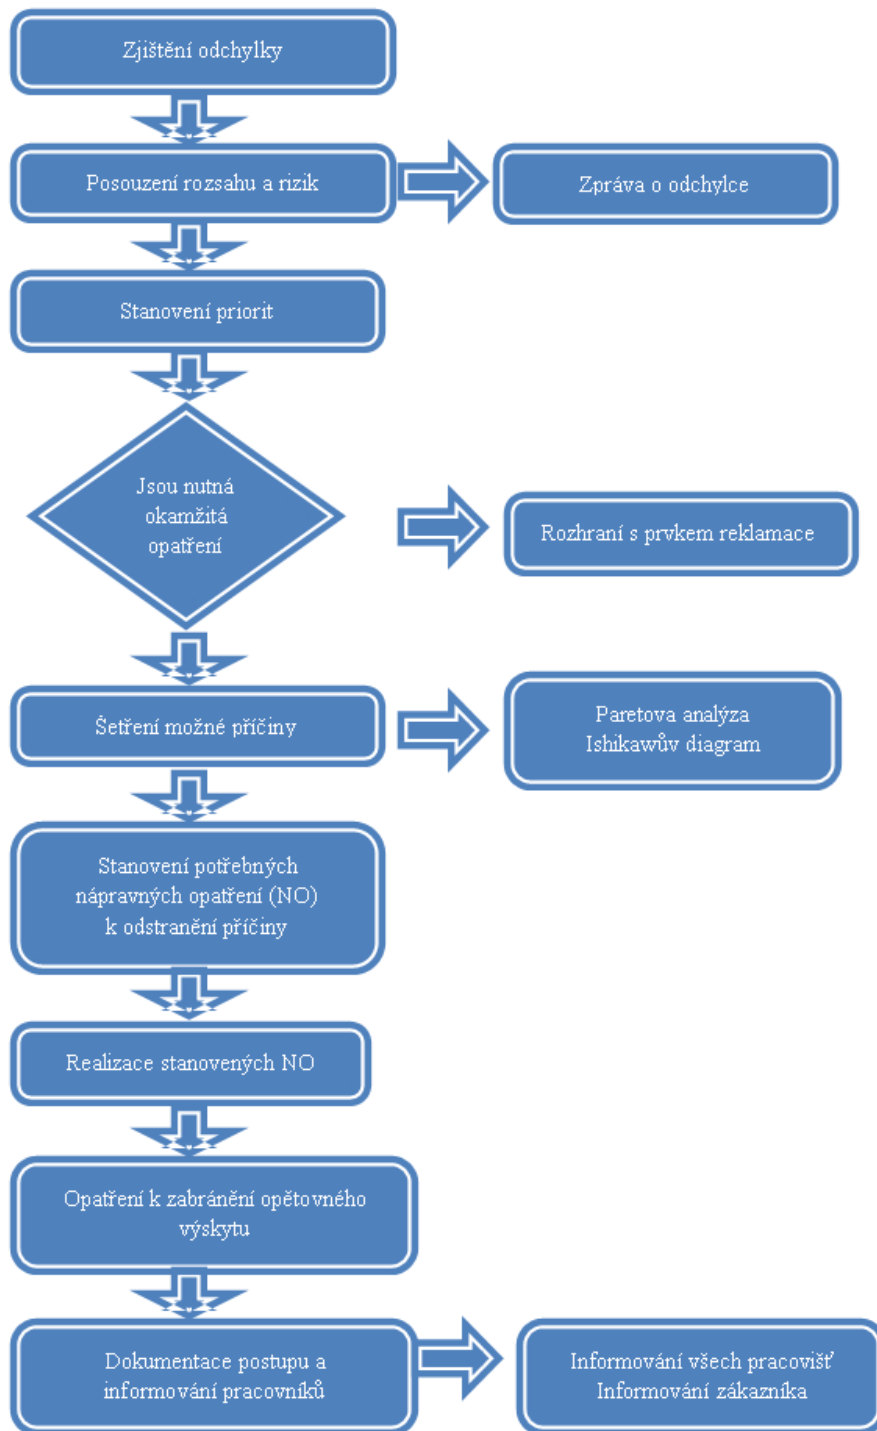 Zjištění odchylky
Posouzení rozsahu a rizik
Zpráva o odchylce
Stanovení priorit
Jsou nutná
okamžitá
opatření
Rozhraní s prvkem reklamace
Šetření možné příčiny
Paretova analýza
Ishikawův diagram
Stanovení potřebných
nápravných opatření (NO)
k odstranění příčiny
Realizace stanovených NO
Opatření k zabránění opětovného
výskytu
Dokumentace postupu a
informování pracovníků
Informování všech pracovišť
Informování zákazníka